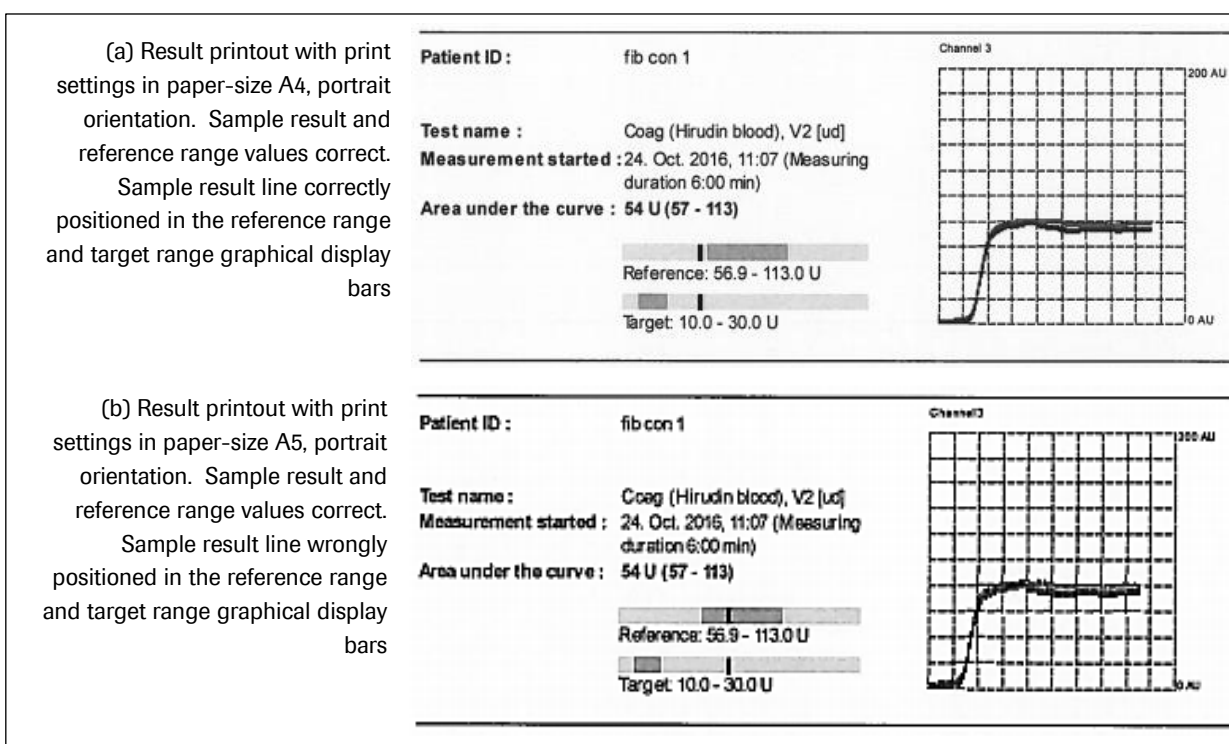 (a) Result printout with print
settings in paper-size A4, portrait
orientation. Sample result and
reference range values correct.
Sample result line correctly
positioned in the reference range
and target range graphical display
bars
Patient ID : fib con 1
Test name : Coag (Hirudin blood), V2 [ud]
Measurement started : 24. Oct. 2016, 11:07 (Measuring
duration 6:00 min)
Area under the curve : 54 U (57 - 113)
Reference: 56.9 - 113.0 U
Target: 10.0 - 30.0 U
Channel 3
200 AU
0 AU
(b) Result printout with print
settings in paper-size A5, portrait
orientation. Sample result and
reference range values correct.
Sample result line wrongly
positioned in the reference range
and target range graphical display
bars
Patient ID : fib con 1
Test name : Coag (Hirudin blood), V2 [ud]
Measurement started : 24. Oct. 2016, 11:07 (Measuring
duration 6:00 min)
Area under the curve : 54 U (57 - 113)
Reference: 56.9 - 113.0 U
Target: 10.0 - 30.0 U
Channel3
AU
0 AU